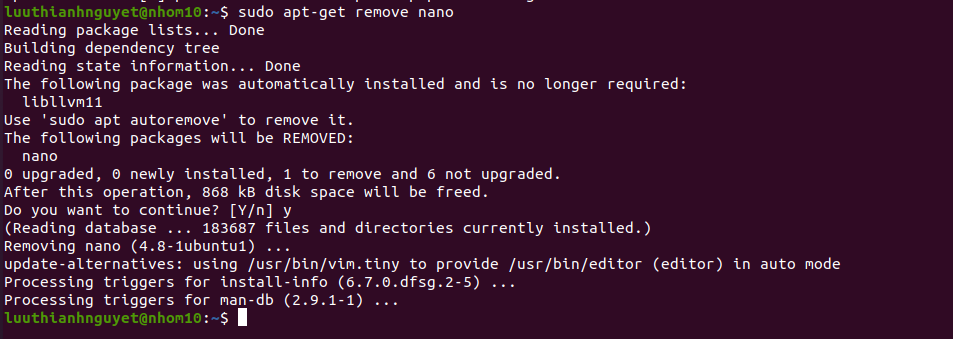 luuthianhnguyet@nhom10:~$ sudo apt-get remove nano
Reading package lists... Done
Building dependency tree
Reading state information... Done
The following package was automatically installed and is no longer required:
  libllvm11
Use 'sudo apt autoremove' to remove it.
The following packages will be REMOVED:
  nano
0 upgraded, 0 newly installed, 1 to remove and 6 not upgraded.
After this operation, 868 kB disk space will be freed.
Do you want to continue? [Y/n] y
(Reading database ... 183687 files and directories currently installed.)
Removing nano (4.8-1ubuntu1) ...
update-alternatives: using /usr/bin/vim.tiny to provide /usr/bin/editor (editor) in auto mode
Processing triggers for install-info (6.7.0.dfsg.2-5) ...
Processing triggers for man-db (2.9.1-1) ...
luuthianhnguyet@nhom10:~$